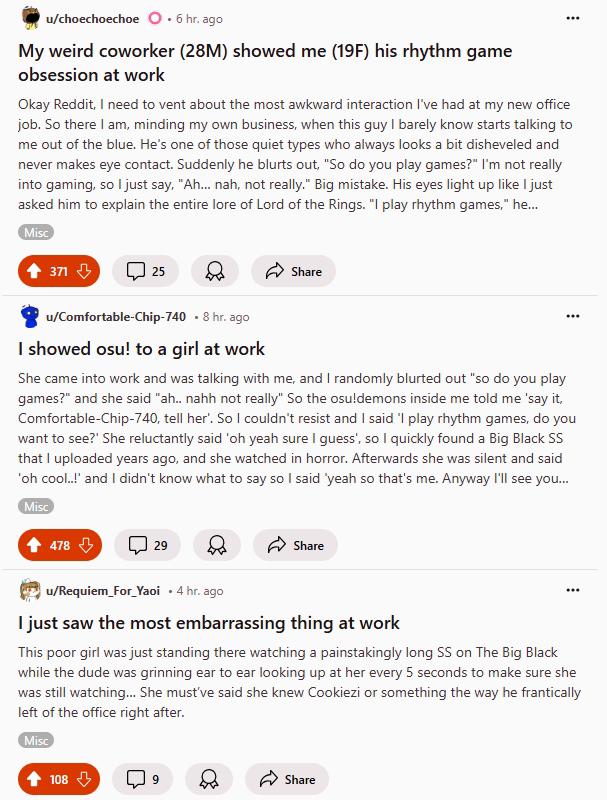 u/choechoechoe • 6 hr. ago
My weird coworker (28M) showed me (19F) his rhythm game
obsession at work
Okay Reddit, I need to vent about the most awkward interaction I've had at my new office
job. So there I am, minding my own business, when this guy I barely know starts talking to
me out of the blue. He's one of those quiet types who always looks a bit disheveled and
never makes eye contact. Suddenly he blurts out, "So do you play games?" I'm not really
into gaming, so I just say, "Ah... nah, not really." Big mistake. His eyes light up like I just
asked him to explain the entire lore of Lord of the Rings. "I play rhythm games," he...
Misc
371 25 Share
u/Comfortable-Chip-740 • 8 hr. ago
I showed osu! to a girl at work
She came into work and was talking with me, and I randomly blurted out "so do you play
games?" and she said "ah.. nahh not really" So the osu!demons inside me told me 'say it,
Comfortable-Chip-740, tell her'. So I couldn't resist and I said 'I play rhythm games, do you
want to see?' She reluctantly said 'oh yeah sure I guess', so I quickly found a Big Black SS
that I uploaded years ago, and she watched in horror. Afterwards she was silent and said
'oh cool..!' and I didn't know what to say so I said 'yeah so that's me. Anyway I'll see you...
Misc
478 29 Share
u/Requiem_For_Yaoi • 4 hr. ago
I just saw the most embarrassing thing at work
This poor girl was just standing there watching a painstakingly long SS on The Big Black
while the dude was grinning ear to ear looking up at her every 5 seconds to make sure she
was still watching... She must've said she knew Cookiezi or something the way he frantically
left of the office right after.
Misc
108 9 Share